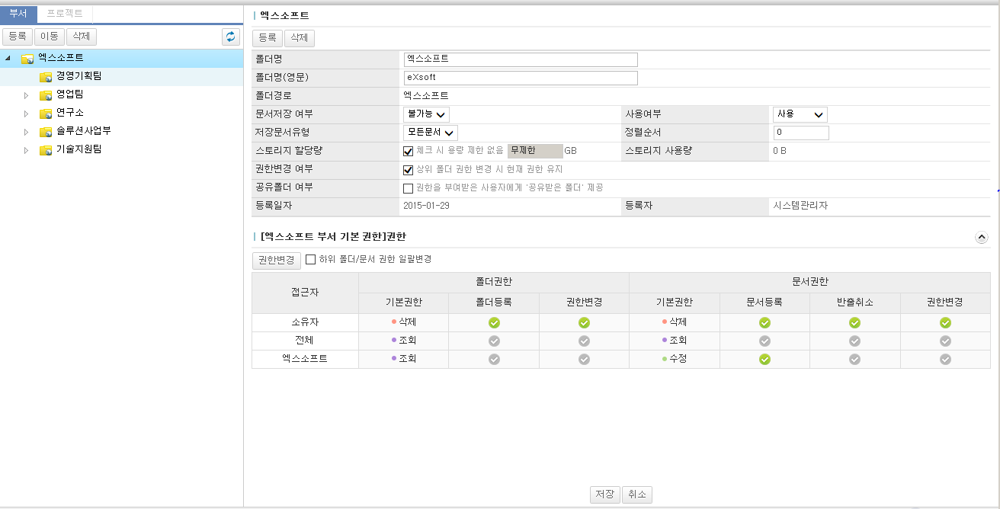 부서 프로젝트
등록 이동 삭제
엑스소프트
경영기획팀
영업팀
연구소
솔루션사업부
기술지원팀
엑스소프트
등록 삭제
폴더명 엑스소프트
폴더명(영문) eXsoft
폴더경로 엑스소프트
문서저장 여부 불가능 사용여부 사용
저장문서유형 모든문서 정렬순서 0
스토리지 할당량 체크 시 용량 제한 없음 무제한 GB 스토리지 사용량 0 B
권한변경 여부 상위 폴더 권한 변경 시 현재 권한 유지
공유폴더 여부 권한을 부여받은 사용자에게 '공유받은 폴더' 제공
등록일자 2015-01-29 등록자 시스템관리자
[엑스소프트 부서 기본 권한]권한
권한변경 하위 폴더/문서 권한 일괄변경
접근자 폴더권한 문서권한
기본권한 폴더등록 권한변경 기본권한 문서등록 반출취소 권한변경
소유자 삭제 삭제
전체 조회 조회
엑스소프트 조회 수정
저장 취소